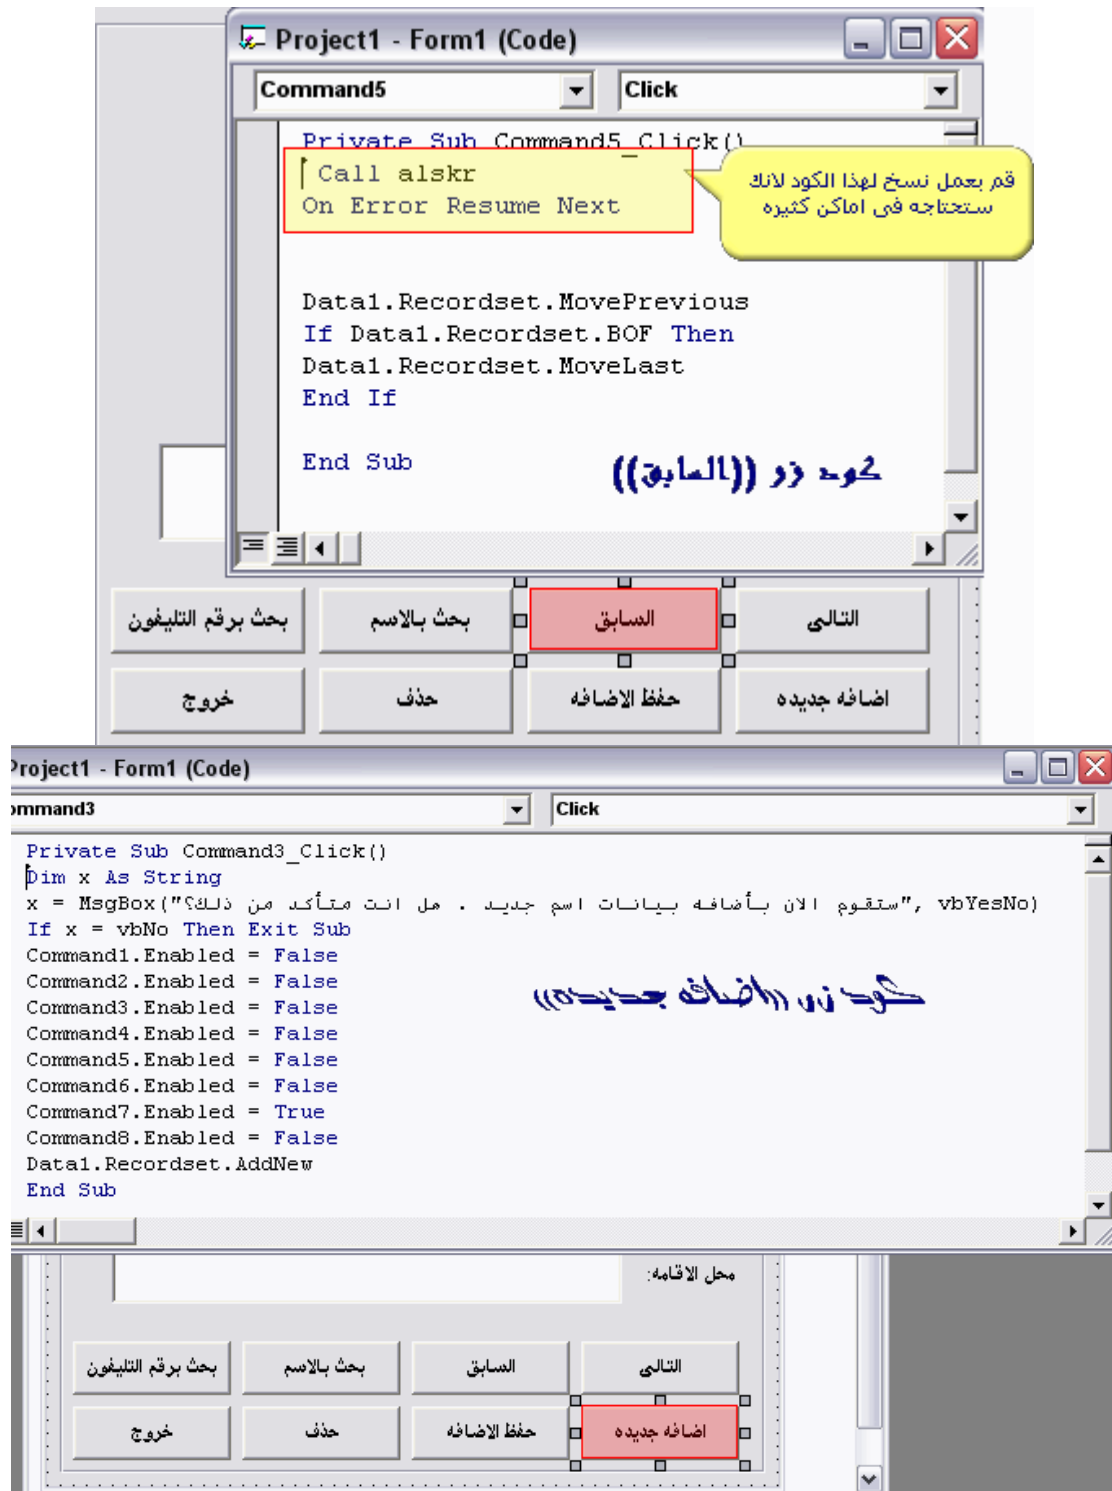 Project1 - Form1 (Code)
Command5 Click
Private Sub Command5_Click()
Call alskr
On Error Resume Next
قم بعمل نسخ لهذا الكود لانك
ستحتاجه فى اماكن كثيره
Data1.Recordset.MovePrevious
If Data1.Recordset.BOF Then
Data1.Recordset.MoveLast
End If
End Sub
كود زر ((السابق))
التالى السابق بحث بالاسم بحث برقم التليفون
اضافه جديده حفظ الاضافه حذف خروج
Project1 - Form1 (Code)
ommand3 Click
Private Sub Command3_Click()
Dim x As String
x = MsgBox("ستقوم الان بأضافه بيانات اسم جديد . هل انت متأكد من ذلك؟", vbYesNo)
If x = vbNo Then Exit Sub
Command1.Enabled = False
Command2.Enabled = False
Command3.Enabled = False
Command4.Enabled = False
Command5.Enabled = False
Command6.Enabled = False
Command7.Enabled = True
Command8.Enabled = False
Data1.Recordset.AddNew
End Sub
كود زر ((اضافه جديده))
محل الاقامه:
التالى السابق بحث بالاسم بحث برقم التليفون
اضافه جديده حفظ الاضافه حذف خروج